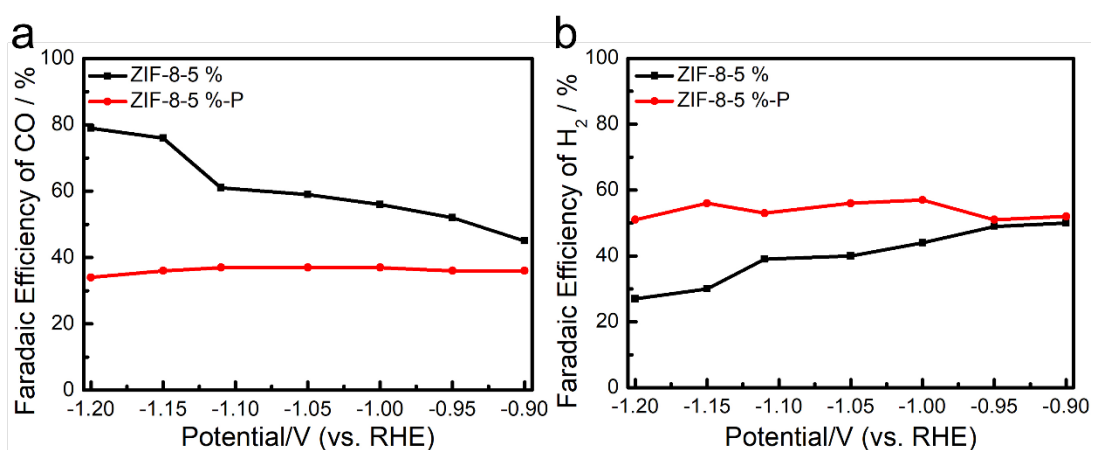 a
100
80
60
40
20
0
Faradaic Efficiency of CO / %
ZIF-8-5 %
ZIF-8-5 %-P
-1.20 -1.15 -1.10 -1.05 -1.00 -0.95 -0.90
Potential/V (vs. RHE)
b
100
80
60
40
20
0
Faradaic Efficiency of H₂ / %
ZIF-8-5 %
ZIF-8-5 %-P
-1.20 -1.15 -1.10 -1.05 -1.00 -0.95 -0.90
Potential/V (vs. RHE)